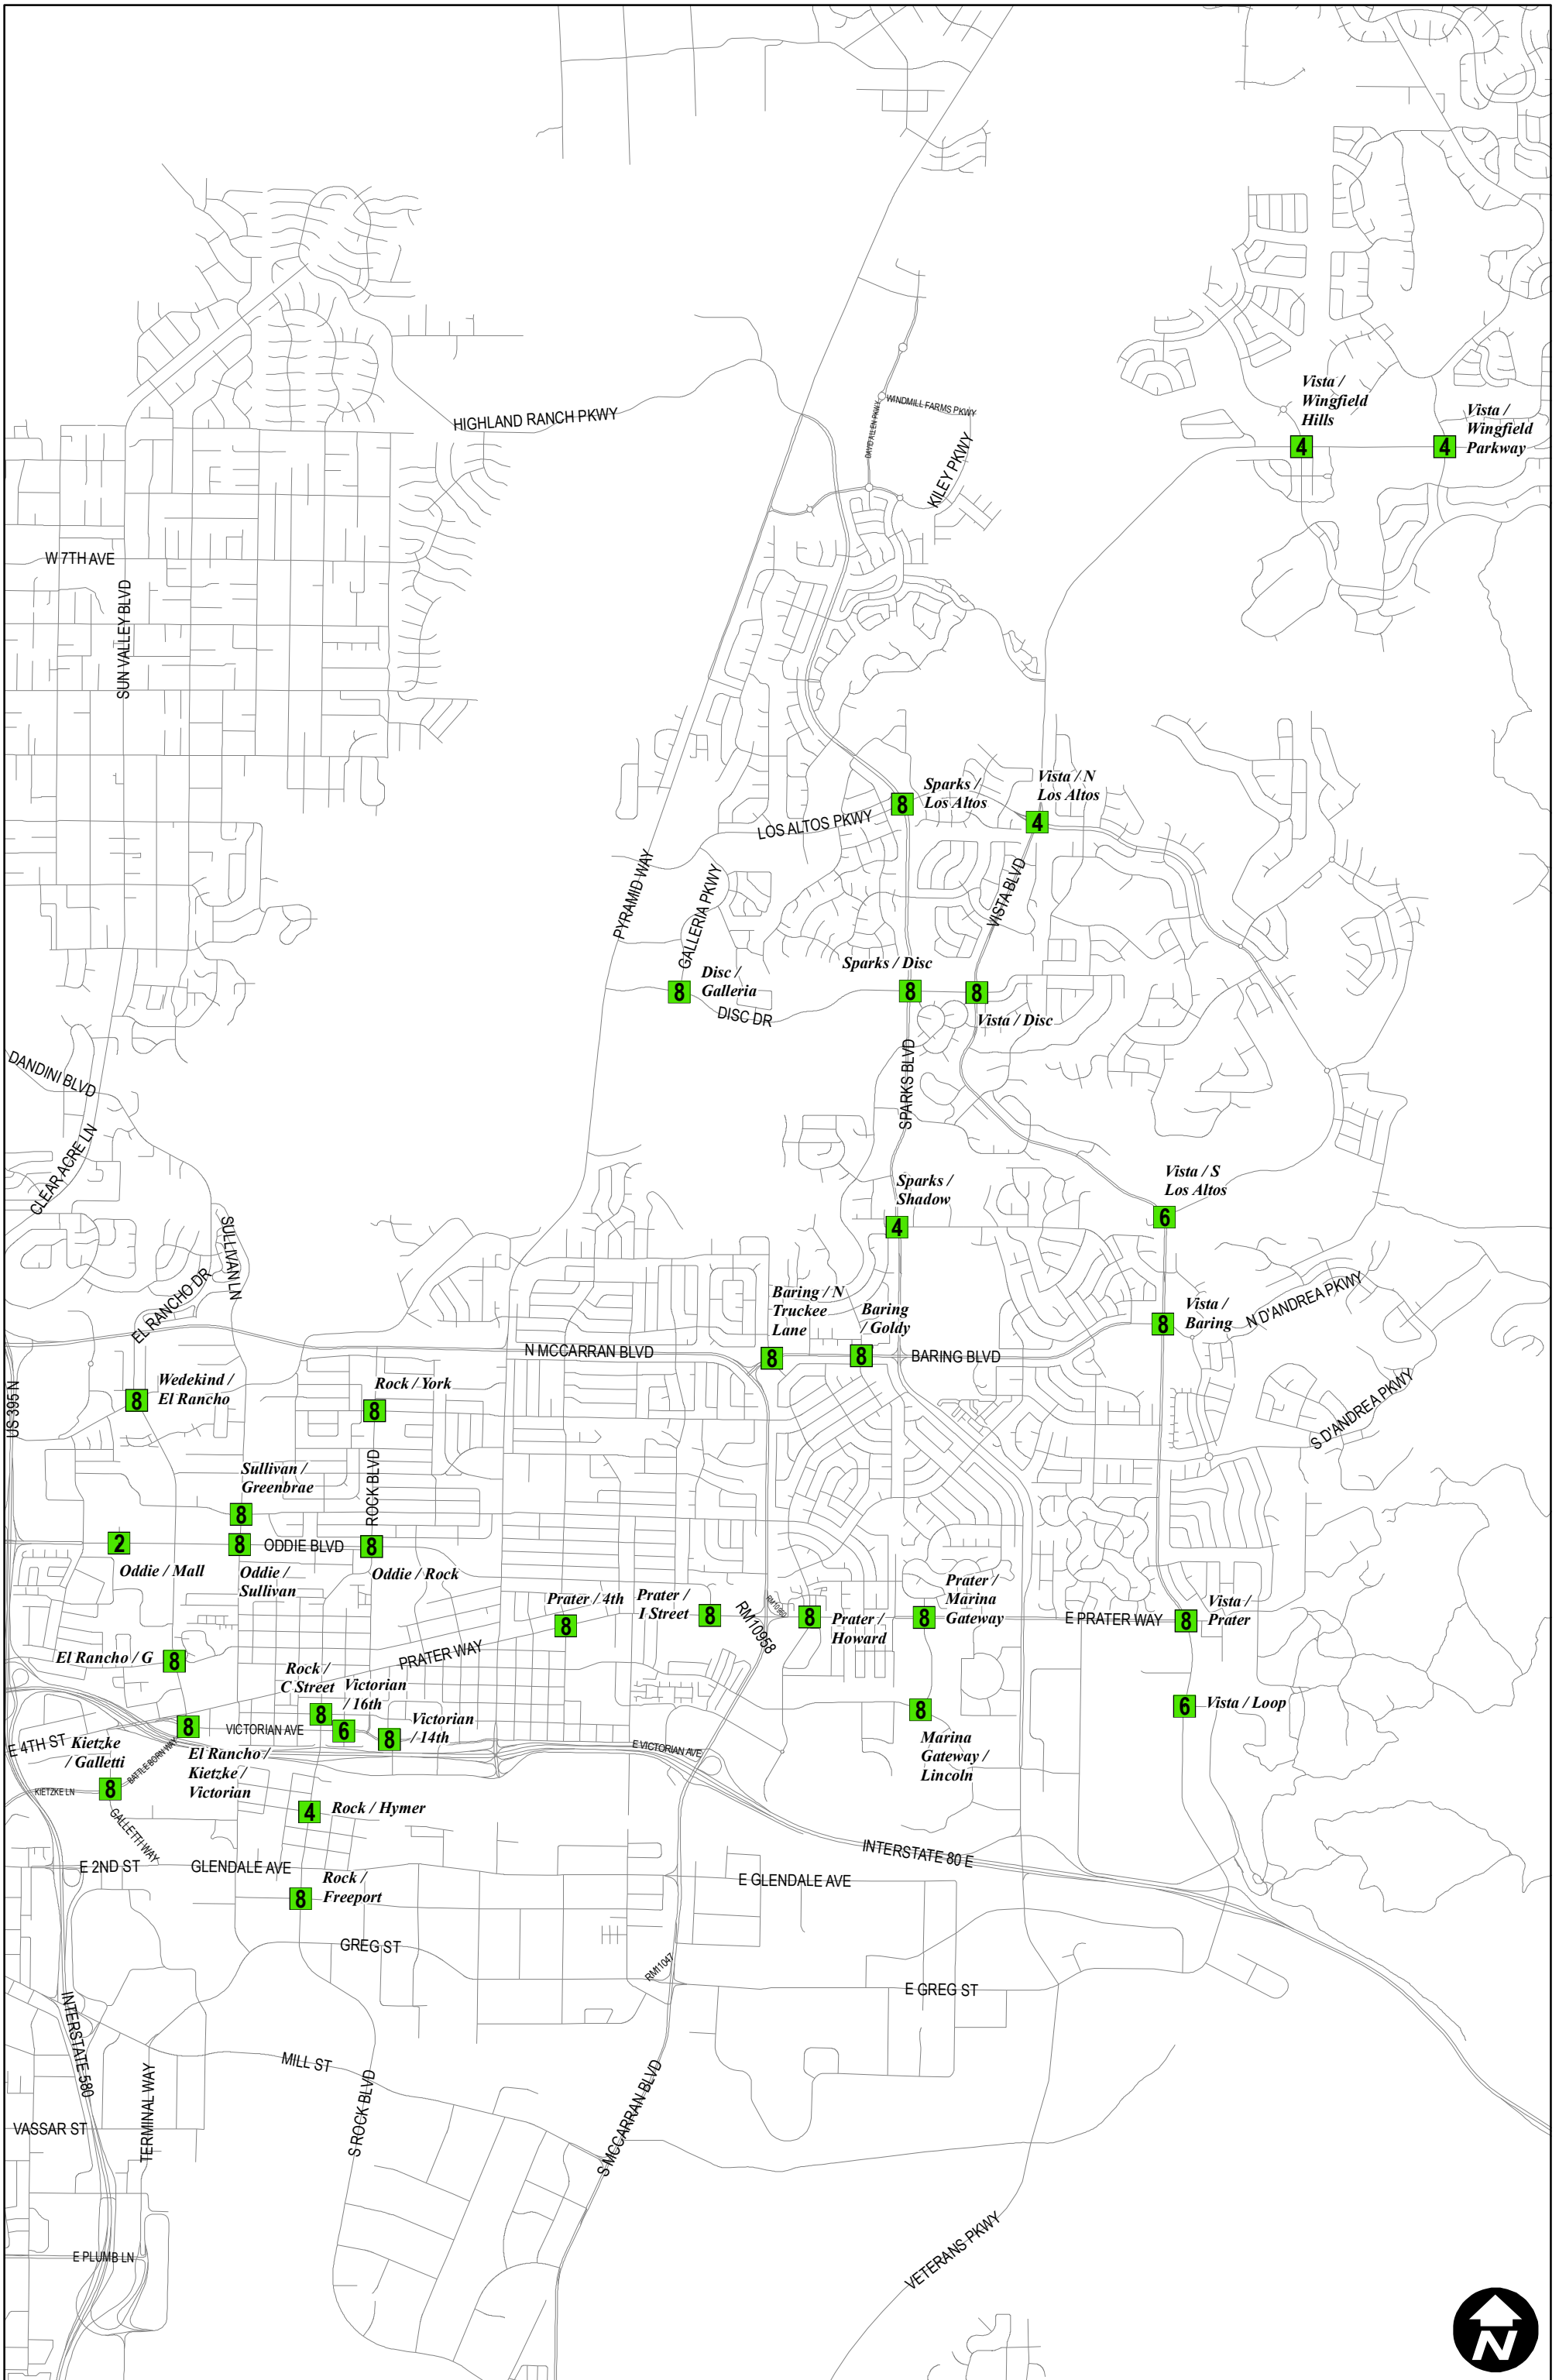 Vista /
Wingfield
Hills
4
Vista /
Wingfield
Parkway
4
WINDMILL FARMS PKWY
DAVID ALLEN PKWY
HIGHLAND RANCH PKWY
KILEY PKWY
W 7TH AVE
SUN VALLEY BLVD
Sparks /
Los Altos
8
Vista / N
Los Altos
4
LOS ALTOS PKWY
PYRAMID WAY
GALLERIA PKWY
VISTA BLVD
Disc /
Galleria
8
Sparks / Disc
8
8
Vista / Disc
DISC DR
SPARKS BLVD
DANDINI BLVD
CLEAR ACRE LN
SULLIVAN LN
EL RANCHO DR
Sparks /
Shadow
4
Vista / S
Los Altos
6
Baring / N
Truckee
Lane
8
Baring
/ Goldy
8
Vista /
Baring
8
N D'ANDREA PKWY
N MCCARRAN BLVD
BARING BLVD
S D'ANDREA PKWY
US 395 N
Wedekind /
El Rancho
8
Rock / York
8
ROCK BLVD
Sullivan /
Greenbrae
8
2
Oddie / Mall
8
Oddie /
Sullivan
ODDIE BLVD
8
Oddie / Rock
Prater / 4th
8
Prater /
I Street
8
RM10958
8
Prater /
Howard
Prater /
Marina
Gateway
8
E PRATER WAY
Vista /
Prater
8
El Rancho / G
8
PRATER WAY
Rock /
C Street
8
Victorian
/ 16th
6
Victorian
/ 14th
8
VICTORIAN AVE
E VICTORIAN AVE
8
Marina
Gateway /
Lincoln
6
Vista / Loop
E 4TH ST
Kietzke
/ Galletti
8
BATTLE BORN WAY
8
El Rancho /
Kietzke /
Victorian
KIETZKE LN
GALLETTI WAY
4
Rock / Hymer
INTERSTATE 80 E
E 2ND ST
GLENDALE AVE
E GLENDALE AVE
Rock /
Freeport
8
GREG ST
RM11047
E GREG ST
INTERSTATE 580
MILL ST
TERMINAL WAY
S ROCK BLVD
S MCCARRAN BLVD
VASSAR ST
E PLUMB LN
VETERANS PKWY
N